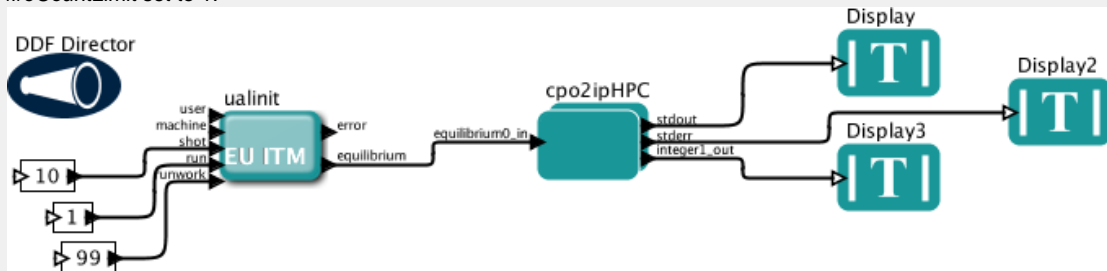 DDF Director
ualinit
user
machine
shot
run
unwork
EU ITM
error
equilibrium
10
1
99
equilibrium0_in
cpo2ipHPC
stdout
stderr
integer1_out
Display
T
Display2
T
Display3
T